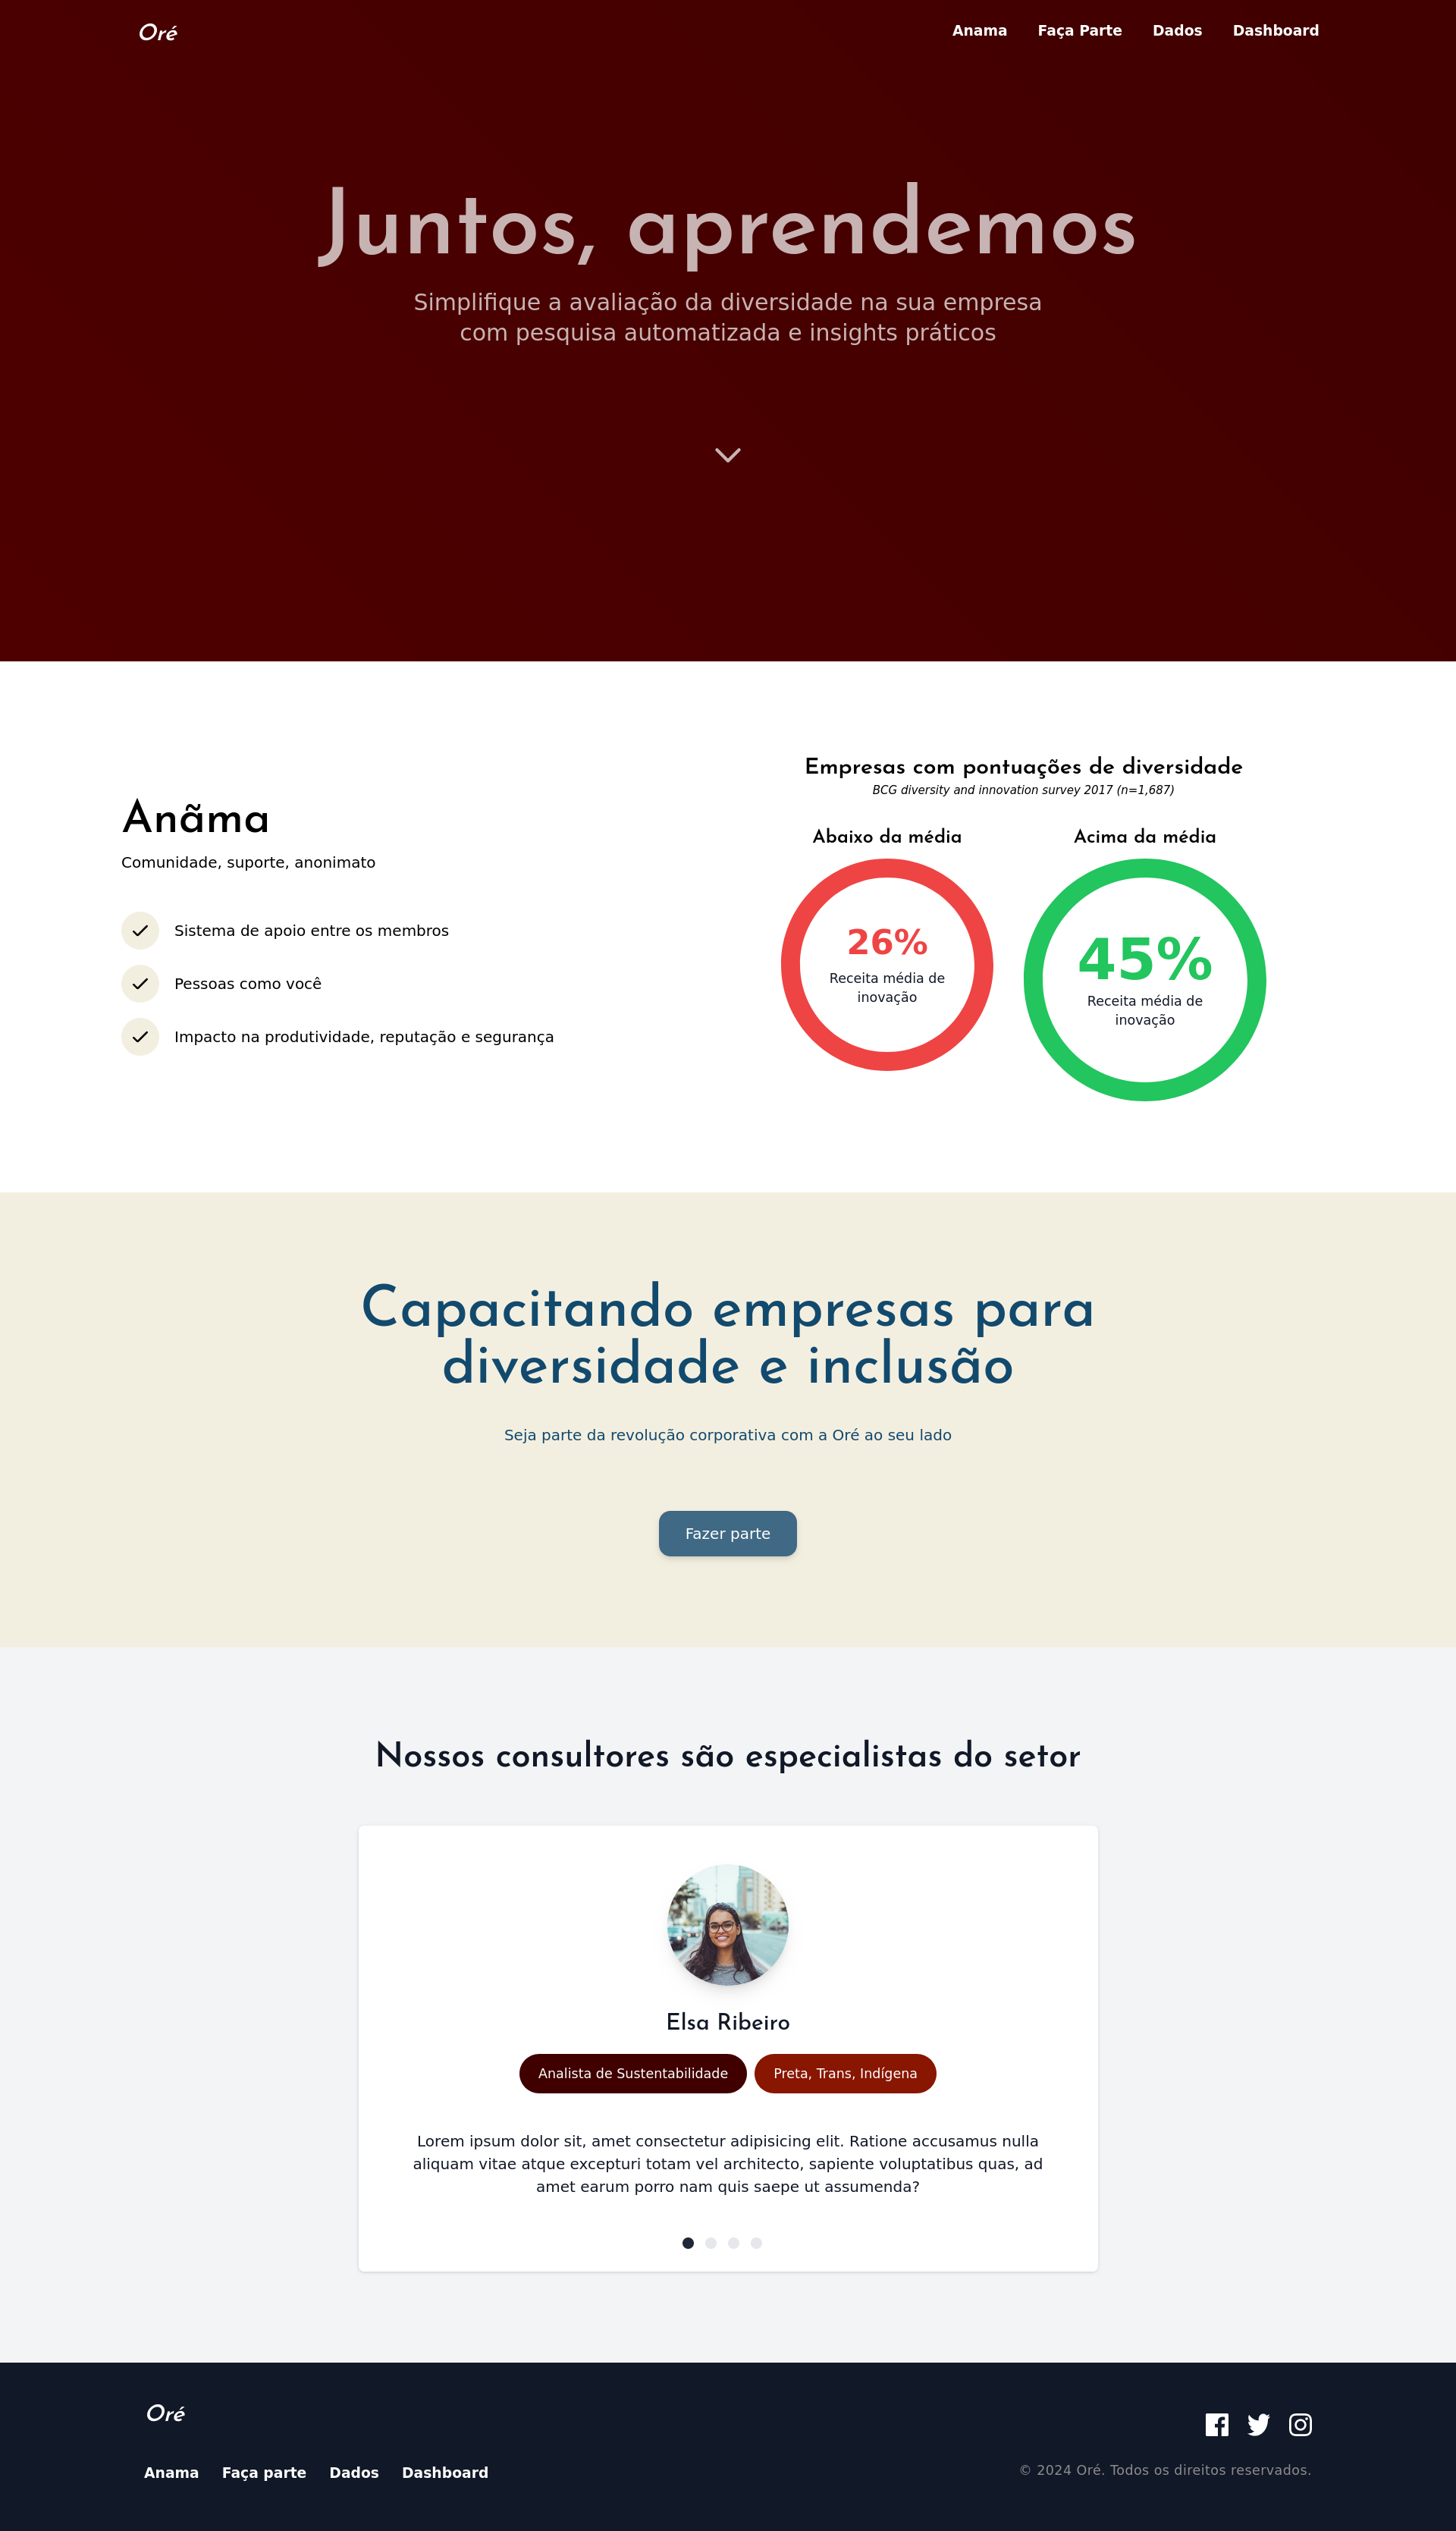 Oré
Anama Faça Parte Dados Dashboard
Juntos, aprendemos
Simplifique a avaliação da diversidade na sua empresa
com pesquisa automatizada e insights práticos
Anãma
Comunidade, suporte, anonimato
Sistema de apoio entre os membros
Pessoas como você
Impacto na produtividade, reputação e segurança
Empresas com pontuações de diversidade
BCG diversity and innovation survey 2017 (n=1,687)
Abaixo da média
26%
Receita média de
inovação
Acima da média
45%
Receita média de
inovação
Capacitando empresas para
diversidade e inclusão
Seja parte da revolução corporativa com a Oré ao seu lado
Fazer parte
Nossos consultores são especialistas do setor
Elsa Ribeiro
Analista de Sustentabilidade
Preta, Trans, Indígena
Lorem ipsum dolor sit, amet consectetur adipisicing elit. Ratione accusamus nulla
aliquam vitae atque excepturi totam vel architecto, sapiente voluptatibus quas, ad
amet earum porro nam quis saepe ut assumenda?
Oré
Anama Faça parte Dados Dashboard
© 2024 Oré. Todos os direitos reservados.